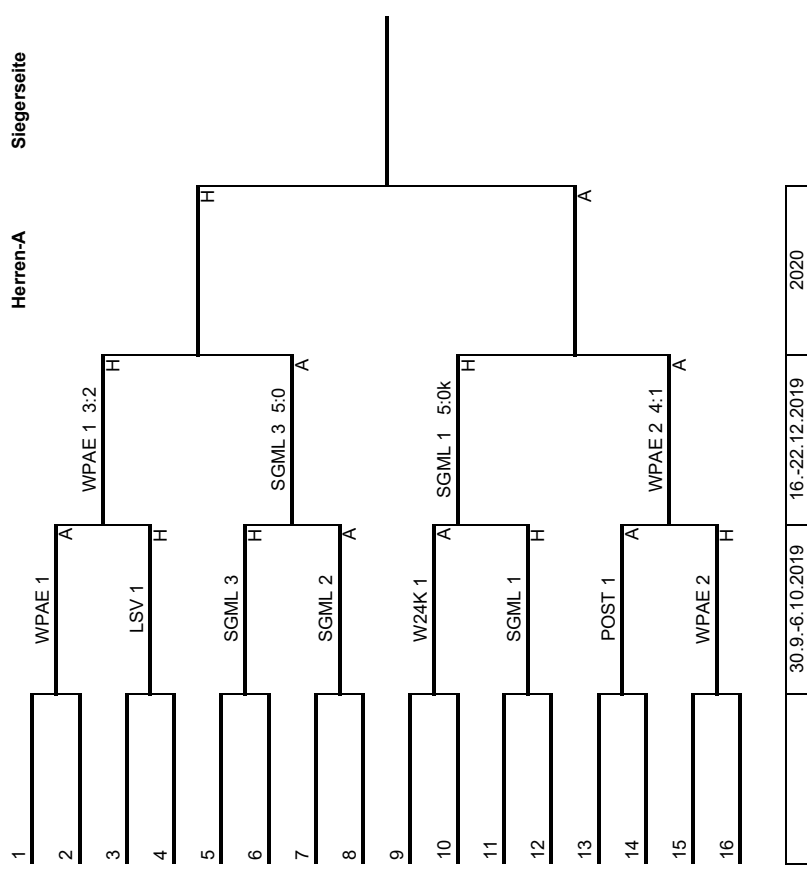 Herren-A Siegerseite
1
2
3
4
5
6
7
8
9
10
11
12
13
14
15
16
WPAE 1
A
LSV 1
H
SGML 3
H
SGML 2
A
W24K 1
A
SGML 1
H
POST 1
A
WPAE 2
H
WPAE 1 3:2
H
SGML 3 5:0
A
SGML 1 5:0k
H
WPAE 2 4:1
A
H
A
30.9.-6.10.2019 16.-22.12.2019 2020